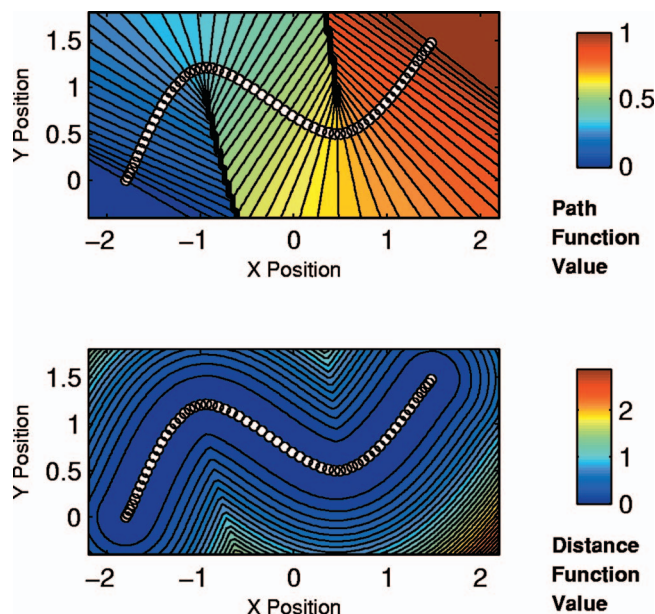 1.5
1
0.5
0
Y Position
−2
−1
0
1
2
X Position
1
0.5
0
Path
Function
Value
1.5
1
0.5
0
Y Position
−2
−1
0
1
2
X Position
2
1
0
Distance
Function
Value